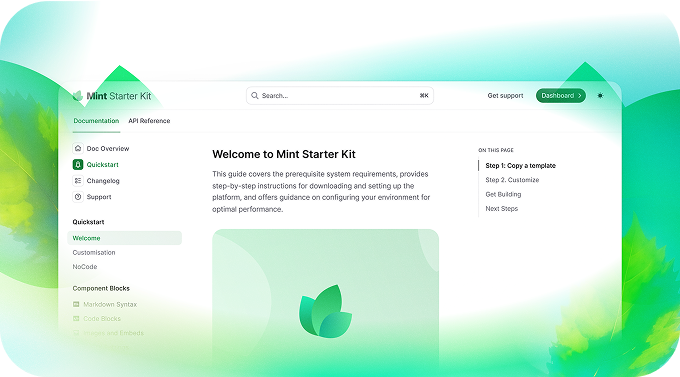 Mint Starter Kit
Search...
⌘K
Get support
Dashboard
Documentation
API Reference
Doc Overview
Quickstart
Changelog
Support
Quickstart
Welcome
Customisation
NoCode
Component Blocks
Markdown Syntax
Code Blocks
Images and Embeds
Welcome to Mint Starter Kit
This guide covers the prerequisite system requirements, provides
step-by-step instructions for downloading and setting up the
platform, and offers guidance on configuring your environment for
optimal performance.
ON THIS PAGE
Step 1: Copy a template
Step 2. Customize
Get Building
Next Steps